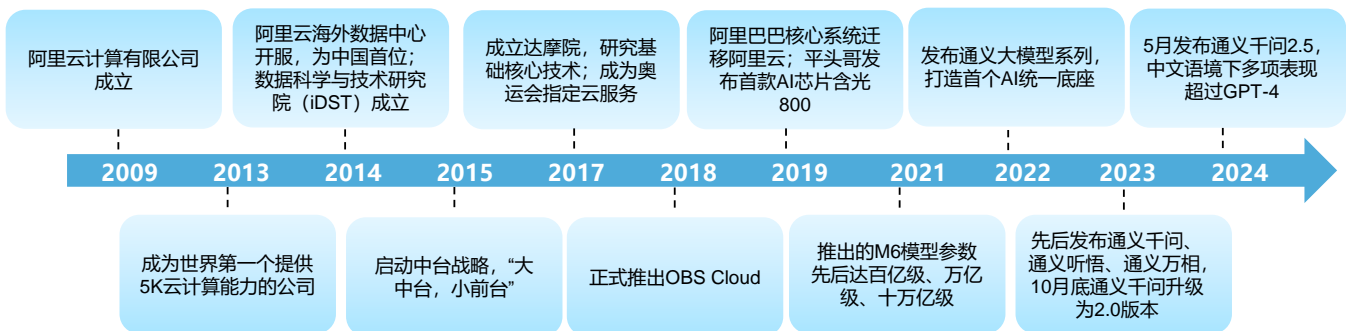 阿里云计算有限公司
成立
阿里云海外数据中心
开服，为中国首位；
数据科学与技术研究
院（iDST）成立
成立达摩院，研究基
础核心技术；成为奥
运会指定云服务
阿里巴巴核心系统迁
移阿里云；平头哥发
布首款AI芯片含光
800
发布通义大模型系列，
打造首个AI统一底座
5月发布通义千问2.5，
中文语境下多项表现
超过GPT-4
2009 2013 2014 2015 2017 2018 2019 2021 2022 2023 2024
成为世界第一个提供
5K云计算能力的公司
启动中台战略，“大
中台，小前台”
正式推出OBS Cloud
推出的M6模型参数
先后达百亿级、万亿
级、十万亿级
先后发布通义千问、
通义听悟、通义万相，
10月底通义千问升级
为2.0版本